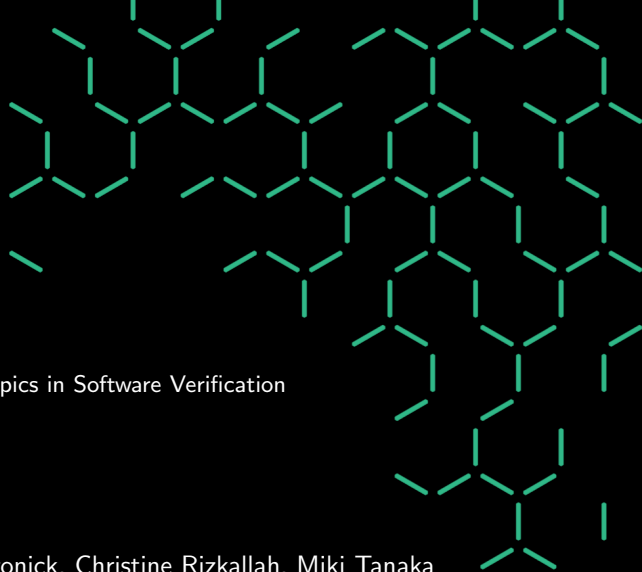 pics in Software Verification
onick, Christine Rizkallah, Miki Tanaka